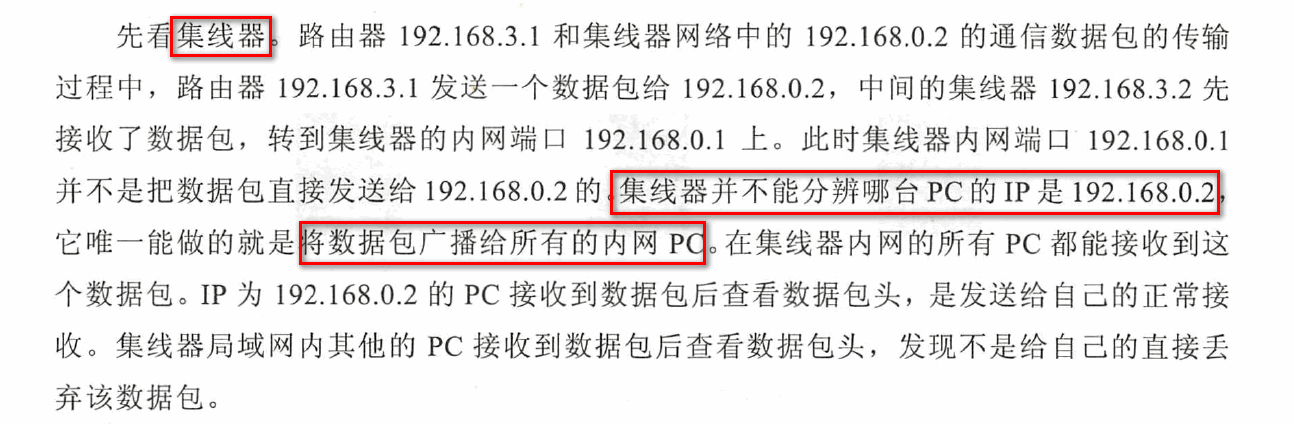 先看集线器。路由器 192.168.3.1 和集线器网络中的 192.168.0.2 的通信数据包的传输
过程中，路由器 192.168.3.1 发送一个数据包给 192.168.0.2，中间的集线器 192.168.3.2 先
接收了数据包，转到集线器的内网端口 192.168.0.1 上。此时集线器内网端口 192.168.0.1
并不是把数据包直接发送给 192.168.0.2 的。集线器并不能分辨哪台 PC 的 IP 是 192.168.0.2，
它唯一能做的就是将数据包广播给所有的内网 PC。在集线器内网的所有 PC 都能接收到这
个数据包。IP 为 192.168.0.2 的 PC 接收到数据包后查看数据包头，是发送给自己的正常接
收。集线器局域网内其他的 PC 接收到数据包后查看数据包头，发现不是给自己的直接丢
弃该数据包。